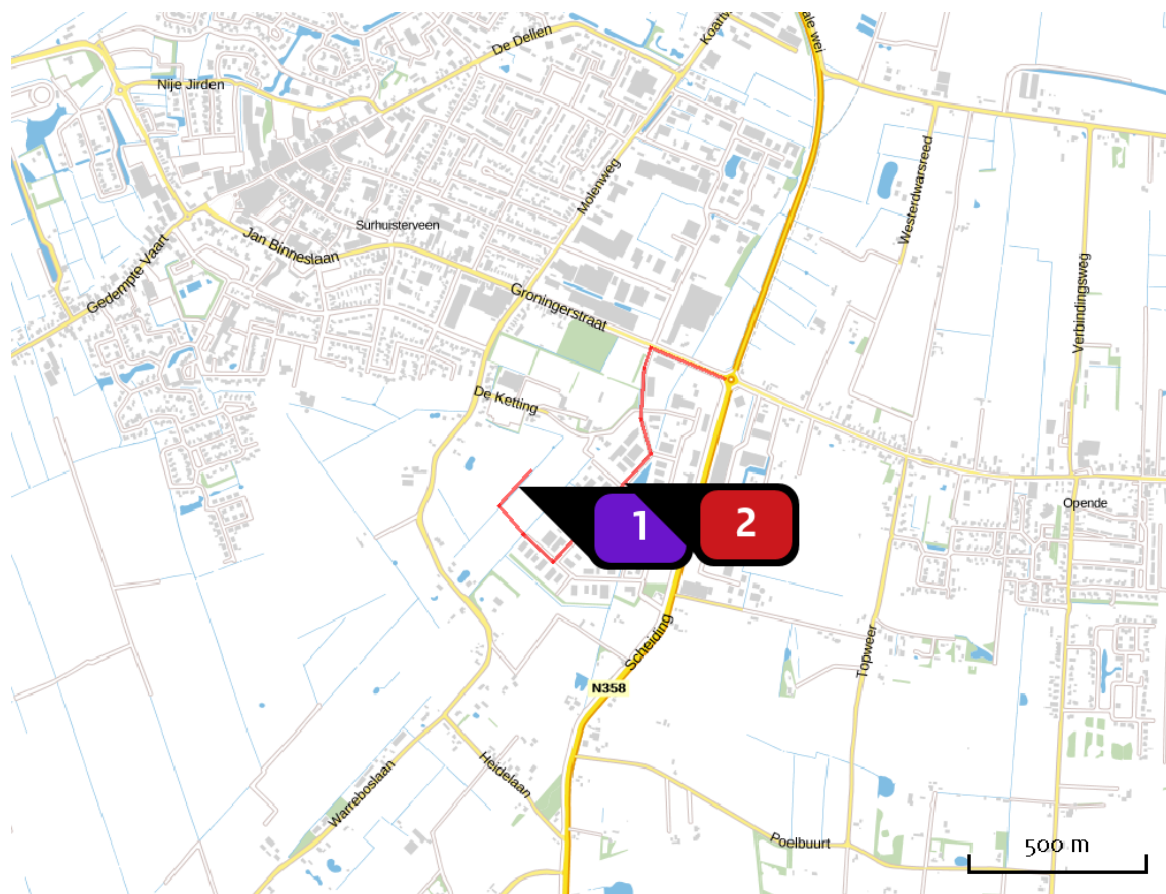 De Dellen
Nije Jirden
Molenweg
Westerdwarsreed
Surhuisterveen
Jan Binneslaan
Gedempte Vaart
Groningerstraat
Verbindingsweg
De Ketting
Opende
1
2
Scheiding
Topweer
N358
Heidelaan
Warreboslaan
Poelbuurt
500 m